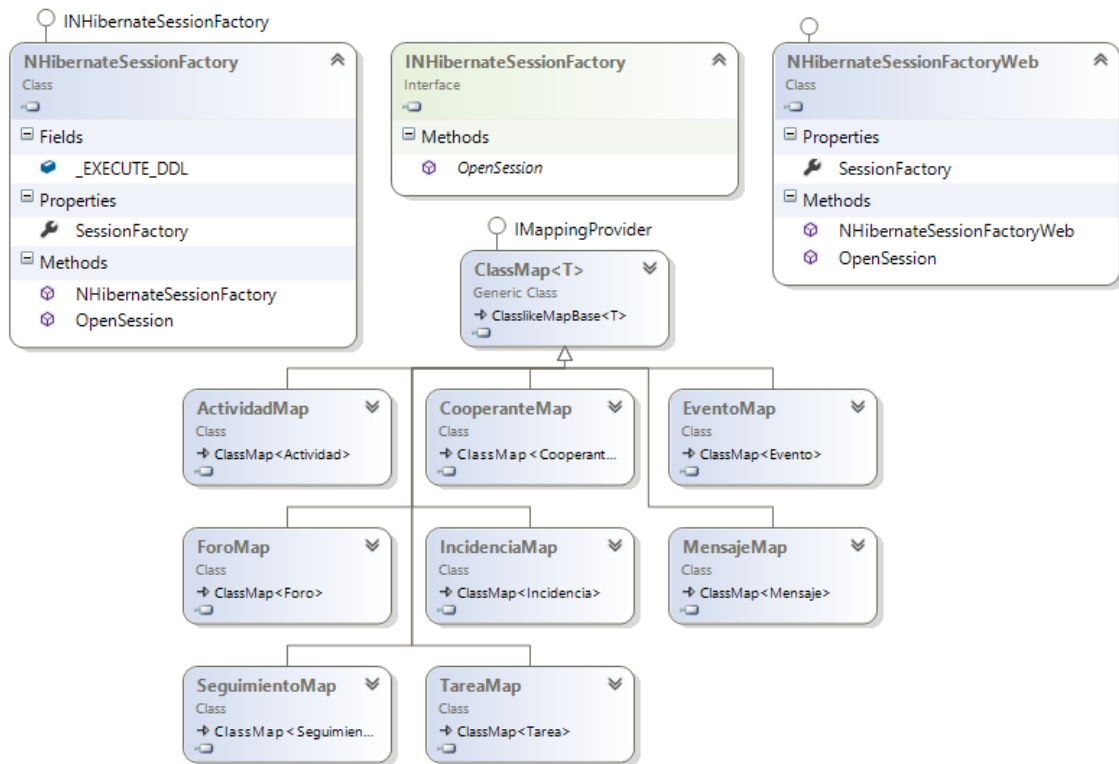 INHibernateSessionFactory
NHibernateSessionFactory
Class
Fields
_EXECUTE_DDL
Properties
SessionFactory
Methods
NHibernateSessionFactory
OpenSession
INHibernateSessionFactory
Interface
Methods
OpenSession
NHibernateSessionFactoryWeb
Class
Properties
SessionFactory
Methods
NHibernateSessionFactoryWeb
OpenSession
IMappingProvider
ClassMap<T>
Generic Class
ClasslikeMapBase<T>
ActividadMap
Class
ClassMap<Actividad>
CooperanteMap
Class
ClassMap<Cooperant...
EventoMap
Class
ClassMap<Evento>
ForoMap
Class
ClassMap<Foro>
IncidenciaMap
Class
ClassMap<Incidencia>
MensajeMap
Class
ClassMap<Mensaje>
SeguimientoMap
Class
ClassMap<Seguimien...
TareaMap
Class
ClassMap<Tarea>